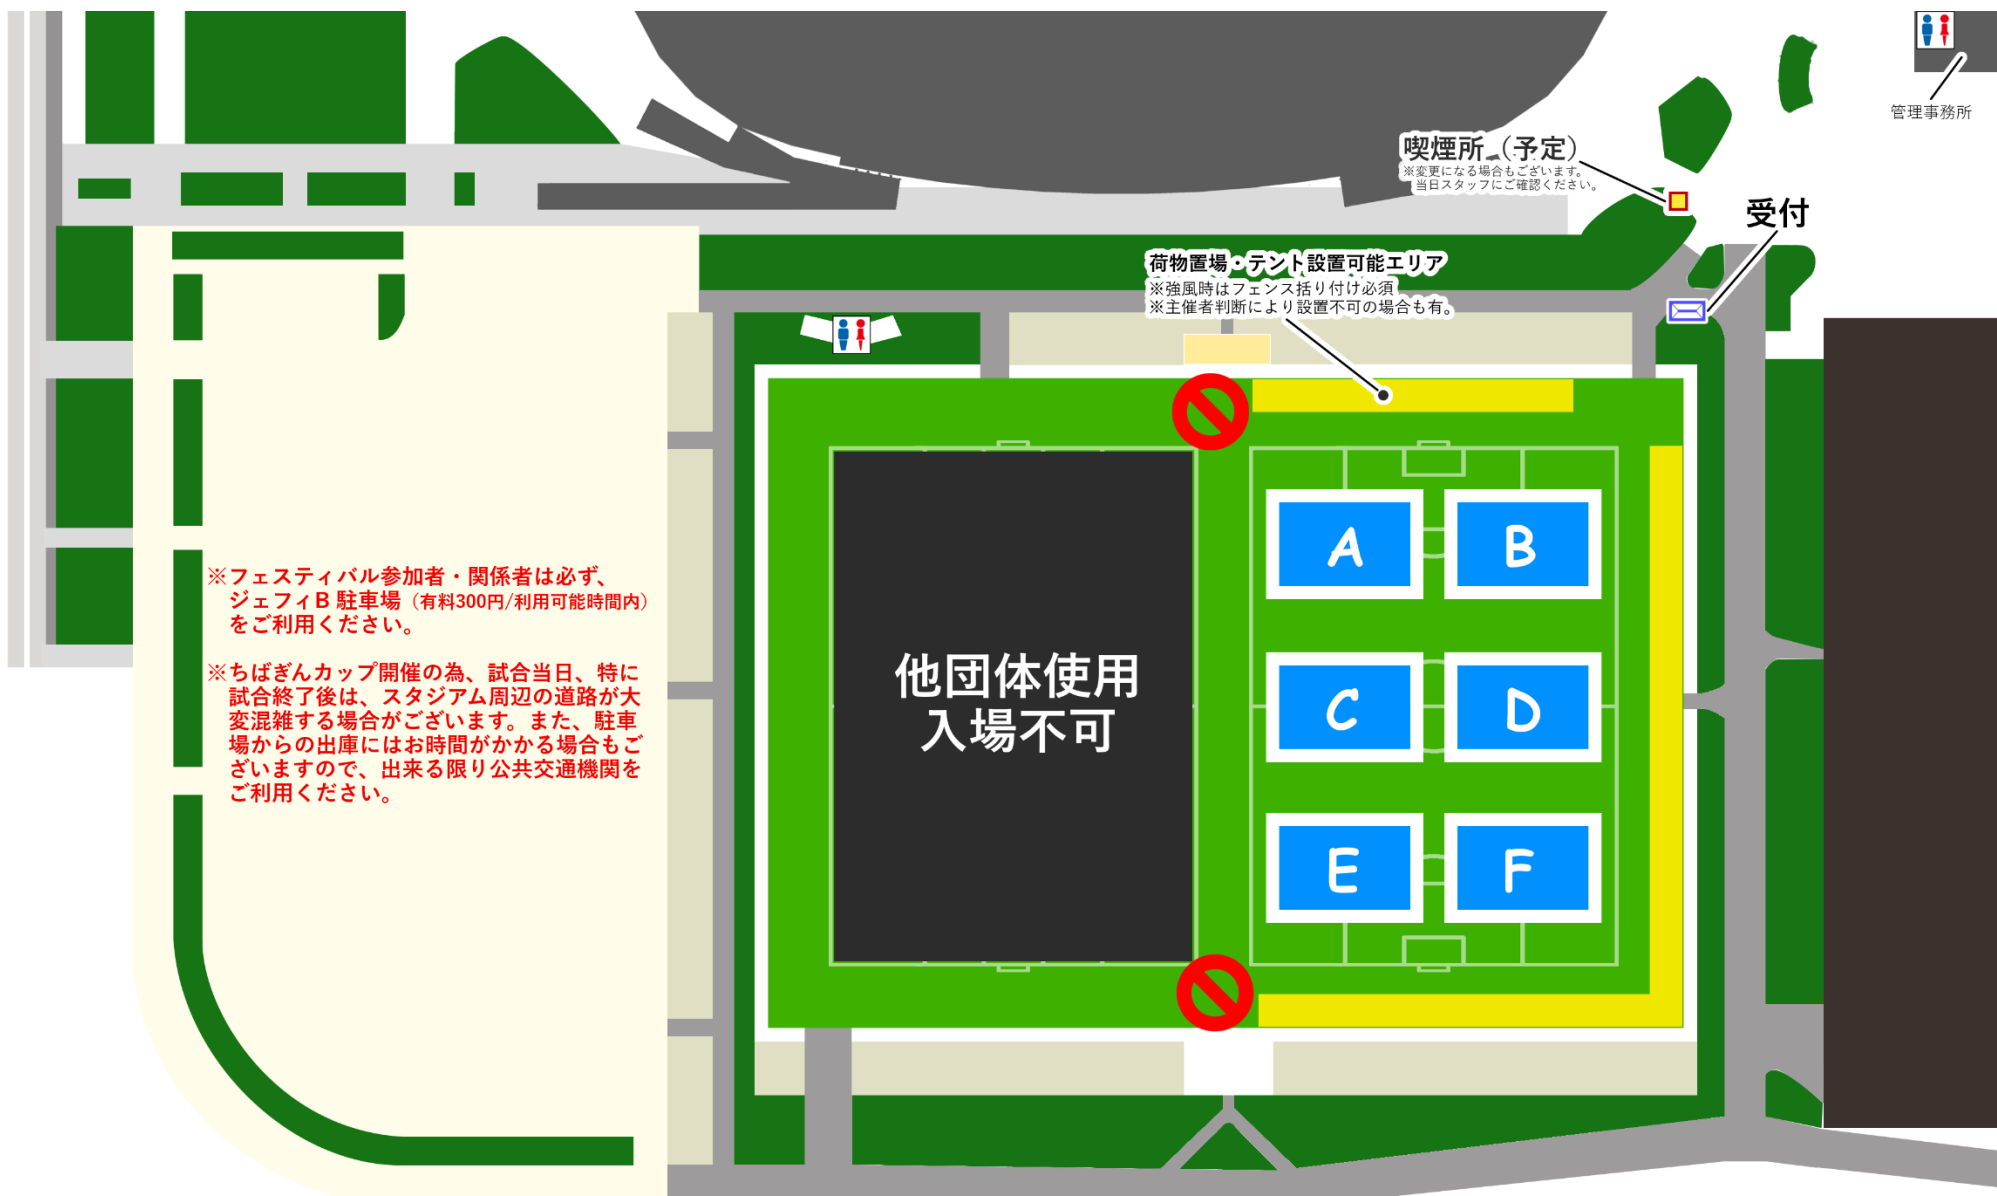 管理事務所
喫煙所（予定）
※変更になる場合もございます。
当日スタッフにご確認ください。
受付
荷物置場・テント設置可能エリア
※強風時はフェンス括り付け必須
※主催者判断により設置不可の場合も有。
A
B
※フェスティバル参加者・関係者は必ず、
ジェフィB 駐車場（有料300円/利用可能時間内）
をご利用ください。
※ちばぎんカップ開催の為、試合当日、特に
試合終了後は、スタジアム周辺の道路が大
変混雑する場合がございます。また、駐車
場からの出庫にはお時間がかかる場合もご
ざいますので、出来る限り公共交通機関を
ご利用ください。
他団体使用
入場不可
C
D
E
F